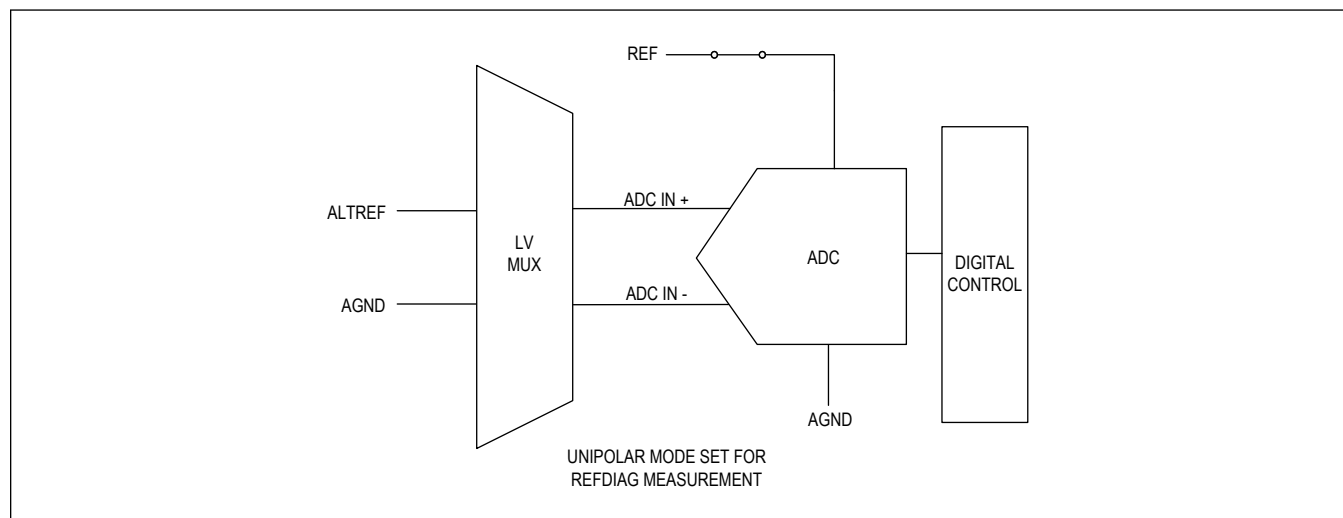 REF
ALTREF
AGND
LV
MUX
ADC IN +
ADC IN -
ADC
AGND
DIGITAL
CONTROL
UNIPOLAR MODE SET FOR
REFDIAG MEASUREMENT